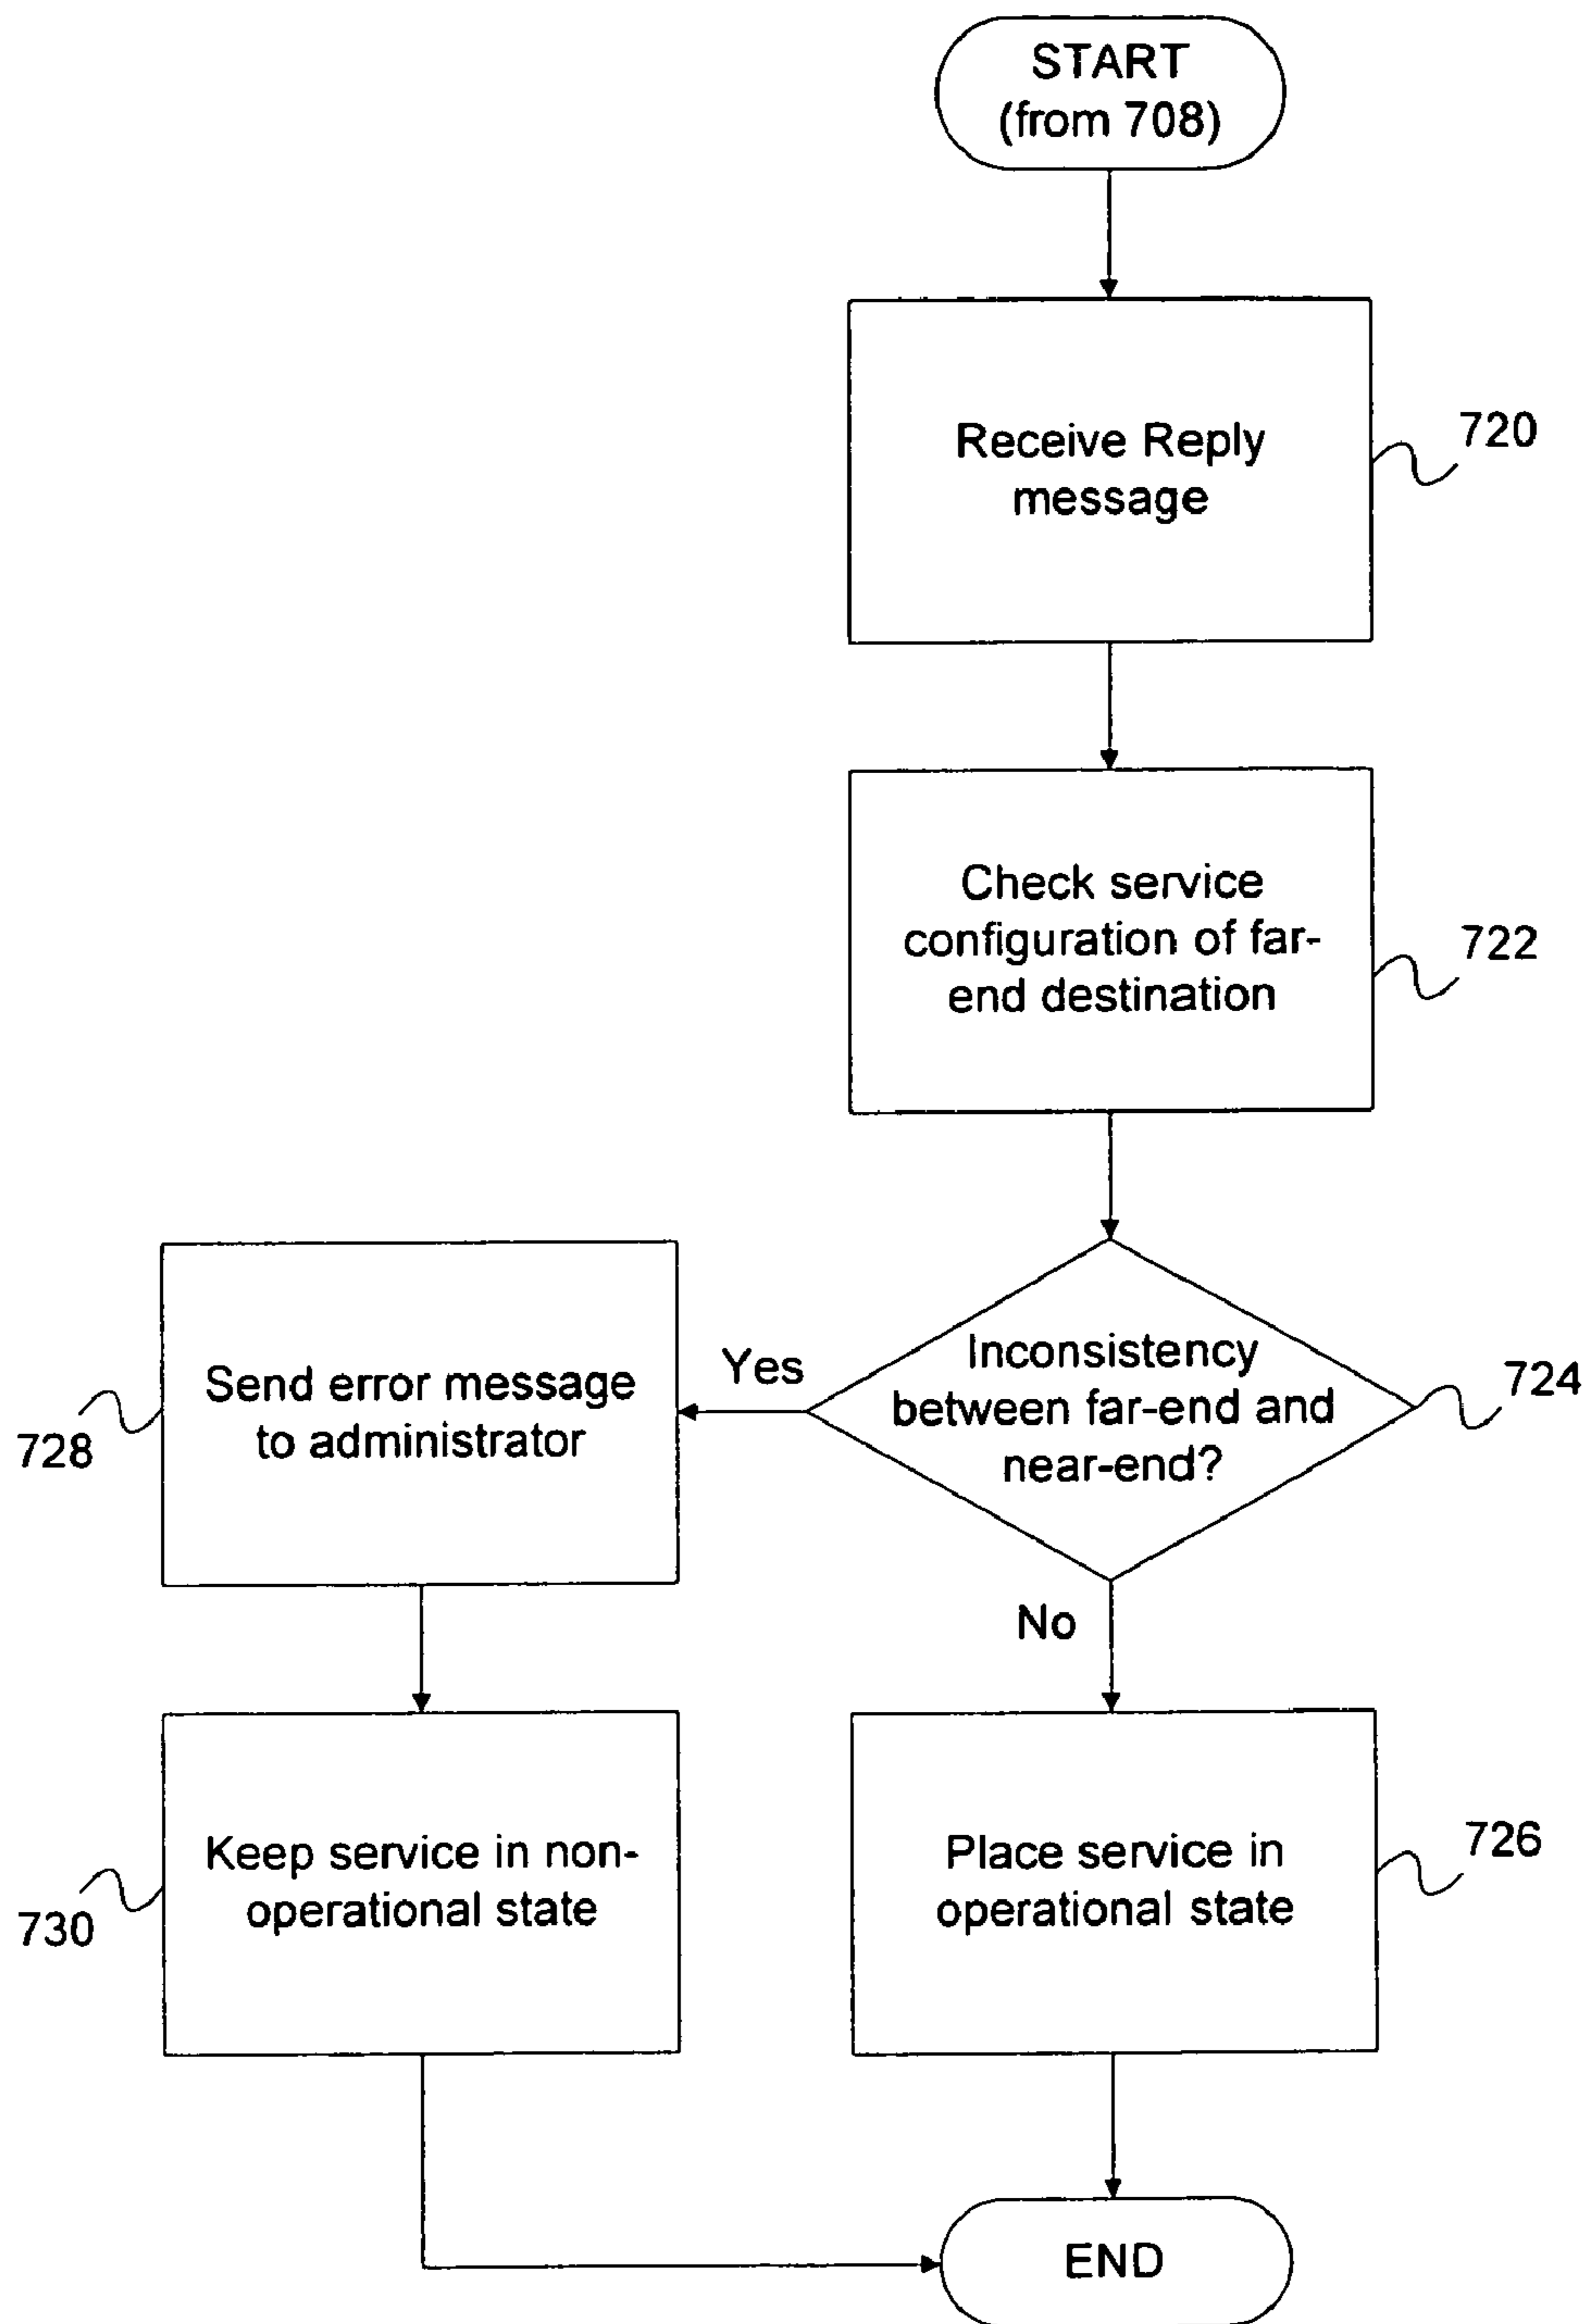 START
(from 708)
Receive Reply
message
720
Check service
configuration of far-
end destination
722
Inconsistency
between far-end and
near-end?
724
Yes
Send error message
to administrator
728
No
Keep service in non-
operational state
730
Place service in
operational state
726
END